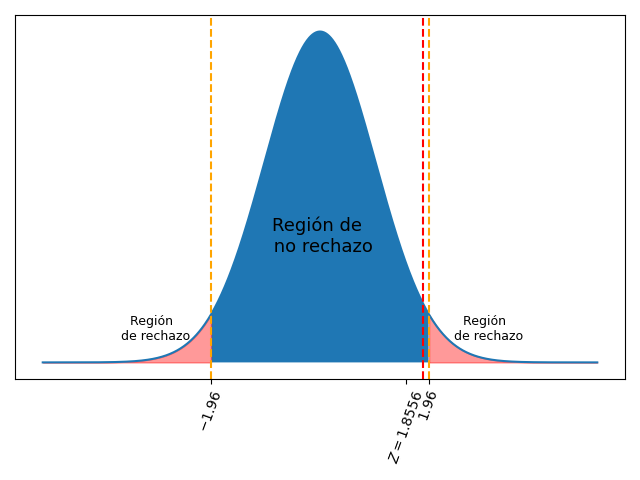 Región de
no rechazo
Región
de rechazo
Región
de rechazo
−1.96
Z = 1.8556
1.96